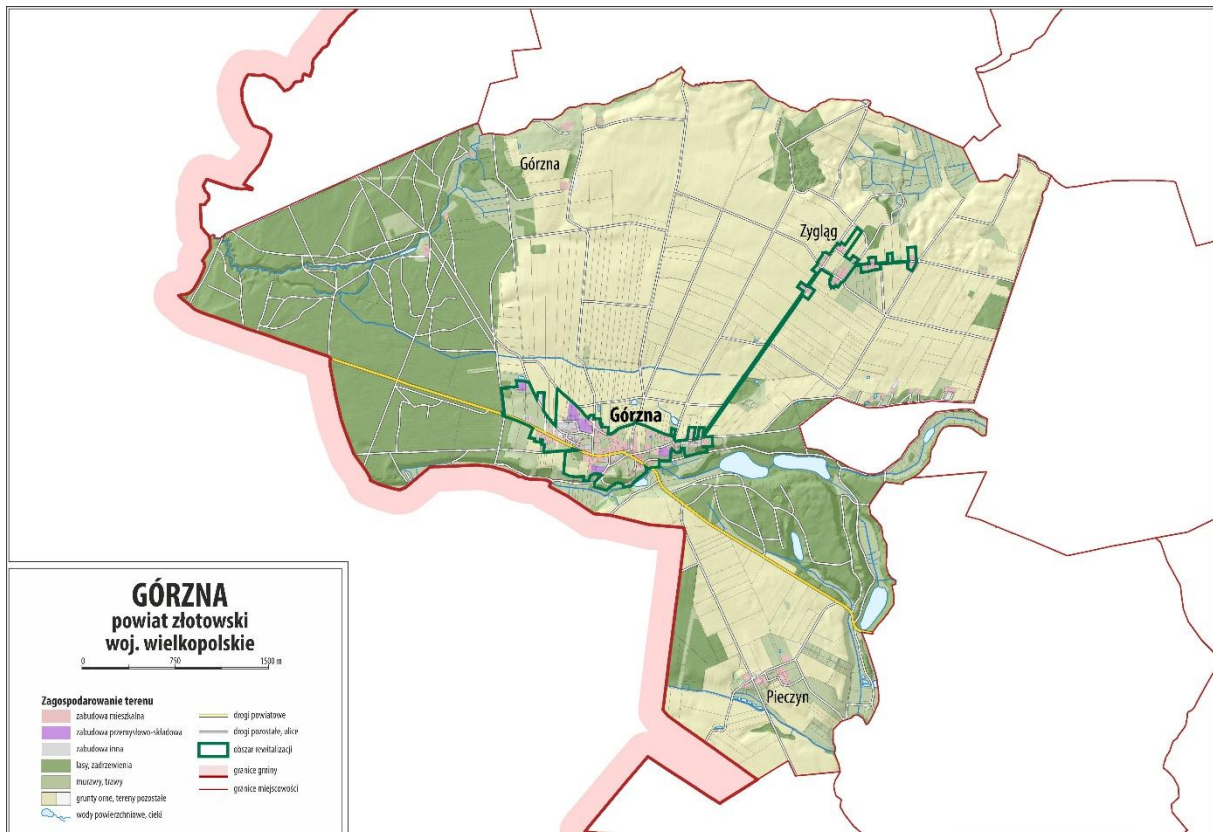 Górzna
Zygląg
Górzna
Pieczyn
GÓRZNA
powiat złotowski
woj. wielkopolskie
0 750 1500 m
Zagospodarowanie terenu
zabudowa mieszkalna
zabudowa przemysłowo-składowa
zabudowa inna
lasy, zadrzewienia
murawy, trawy
grunty orne, tereny pozostałe
wody powierzchniowe, cieki
drogi powiatowe
drogi pozostałe, alice
obszar rewitalizacji
granice gminy
granice miejscowości